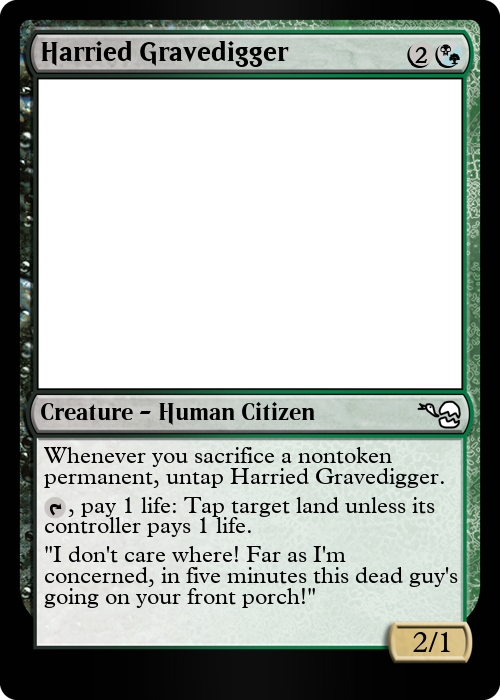 Harried Gravedigger 2
Creature – Human Citizen
Whenever you sacrifice a nontoken
permanent, untap Harried Gravedigger.
, pay 1 life: Tap target land unless its
controller pays 1 life.
"I don't care where! Far as I'm
concerned, in five minutes this dead guy's
going on your front porch!"
2/1